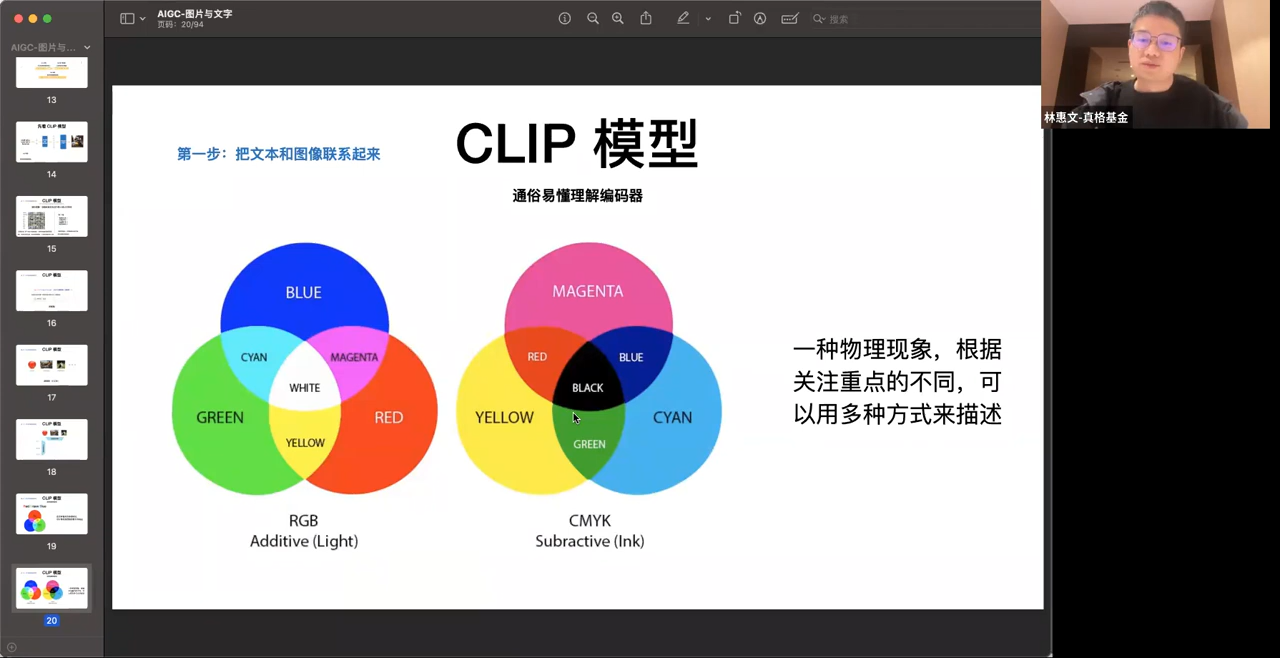 AIGC-图片与文字
页码: 20/94
搜索
AIGC-图片与...
13
14
15
16
17
18
19
20
林惠文-真格基金
CLIP 模型
第一步：把文本和图像联系起来
通俗易懂理解编码器
BLUE
CYAN
MAGENTA
WHITE
GREEN
RED
YELLOW
RGB
Additive (Light)
MAGENTA
RED
BLUE
BLACK
YELLOW
CYAN
GREEN
CMYK
Subractive (Ink)
一种物理现象，根据
关注重点的不同，可
以用多种方式来描述